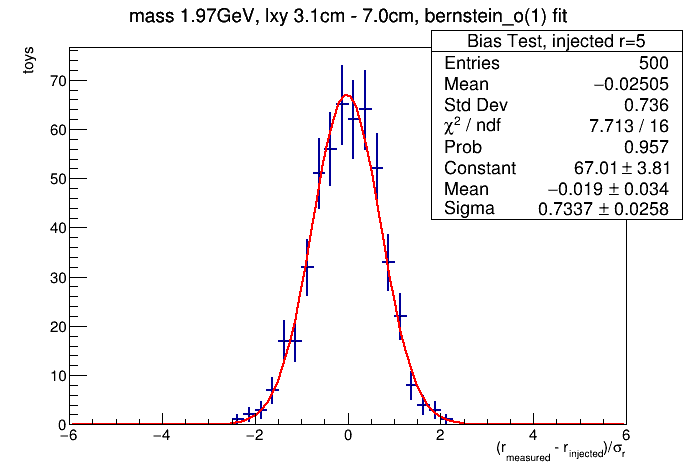 mass 1.97GeV, lxy 3.1cm - 7.0cm, bernstein_o(1) fit
toys
Bias Test, injected r=5
Entries 500
Mean −0.02505
Std Dev 0.736
χ² / ndf 7.713 / 16
Prob 0.957
Constant 67.01 ± 3.81
Mean −0.019 ± 0.034
Sigma 0.7337 ± 0.0258
70
60
50
40
30
20
10
0
−6 −4 −2 0 2 4 6
(r_measured - r_injected)/σ_r